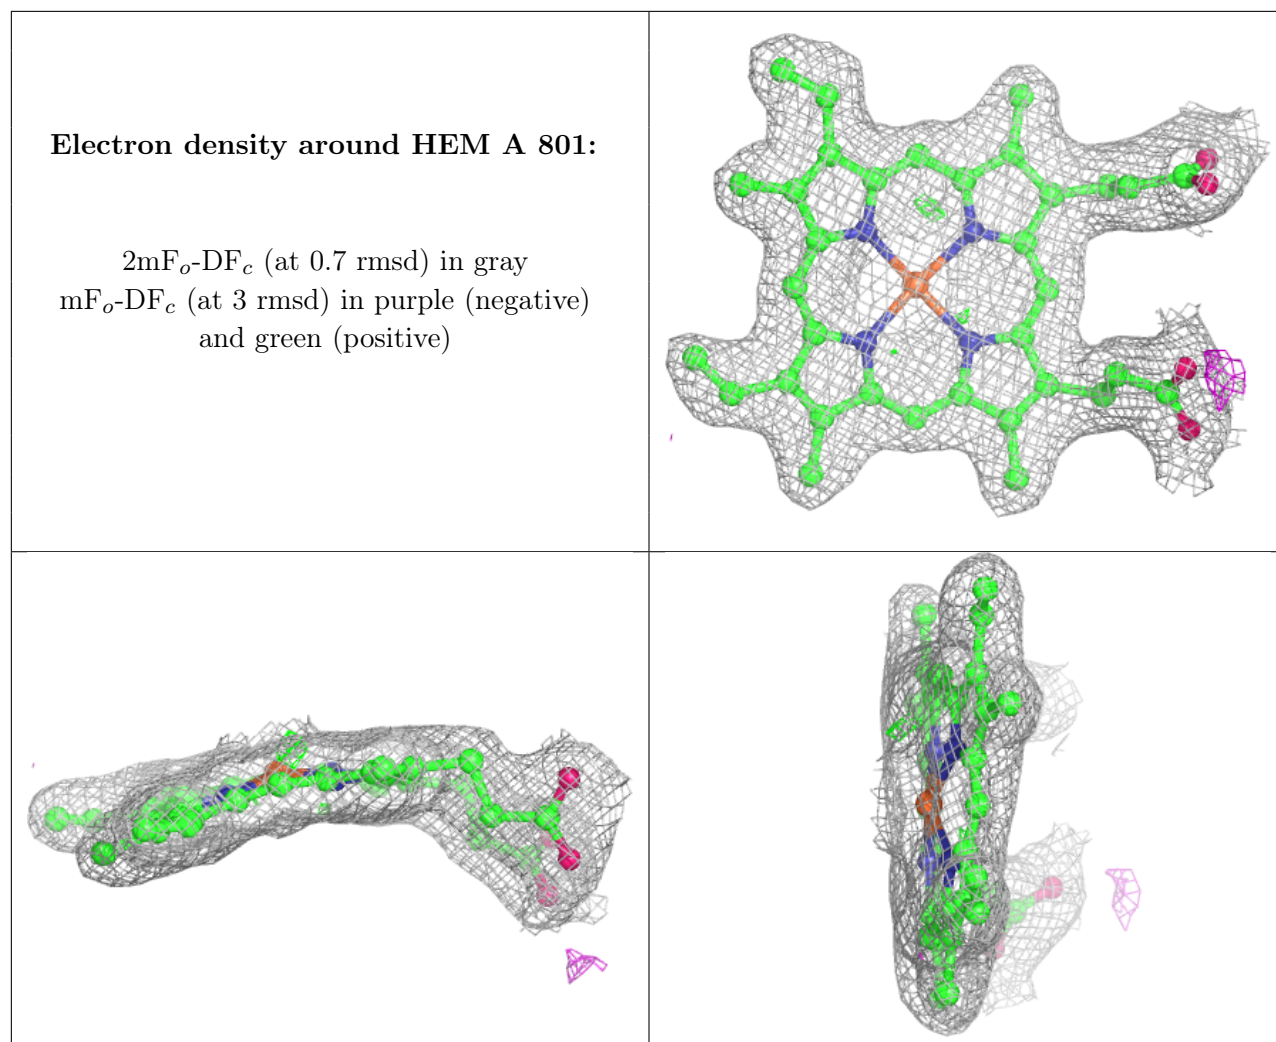 Electron density around HEM A 801:
2mFo-DFc (at 0.7 rmsd) in gray
mFo-DFc (at 3 rmsd) in purple (negative)
and green (positive)